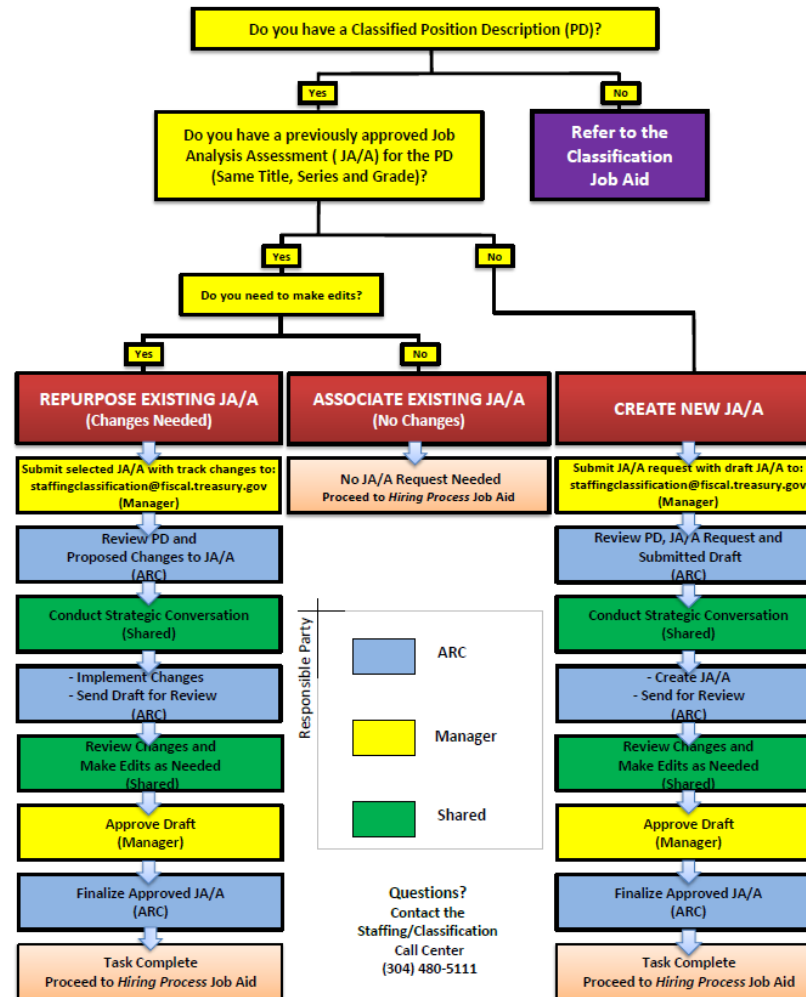 Do you have a Classified Position Description (PD)?
Yes
No
Do you have a previously approved Job
Analysis Assessment ( JA/A) for the PD
(Same Title, Series and Grade)?
Refer to the
Classification
Job Aid
Yes
No
Do you need to make edits?
Yes
No
REPURPOSE EXISTING JA/A
(Changes Needed)
ASSOCIATE EXISTING JA/A
(No Changes)
CREATE NEW JA/A
Submit selected JA/A with track changes to:
staffingclassification@fiscal.treasury.gov
(Manager)
No JA/A Request Needed
Proceed to Hiring Process Job Aid
Submit JA/A request with draft JA/A to:
staffingclassification@fiscal.treasury.gov
(Manager)
Review PD and
Proposed Changes to JA/A
(ARC)
Review PD, JA/A Request and
Submitted Draft
(ARC)
Conduct Strategic Conversation
(Shared)
Conduct Strategic Conversation
(Shared)
- Implement Changes
- Send Draft for Review
(ARC)
- Create JA/A
- Send for Review
(ARC)
Review Changes and
Make Edits as Needed
(Shared)
Review Changes and
Make Edits as Needed
(Shared)
Approve Draft
(Manager)
Approve Draft
(Manager)
Finalize Approved JA/A
(ARC)
Finalize Approved JA/A
(ARC)
Task Complete
Proceed to Hiring Process Job Aid
Task Complete
Proceed to Hiring Process Job Aid
Responsible Party
ARC
Manager
Shared
Questions?
Contact the
Staffing/Classification
Call Center
(304) 480-5111